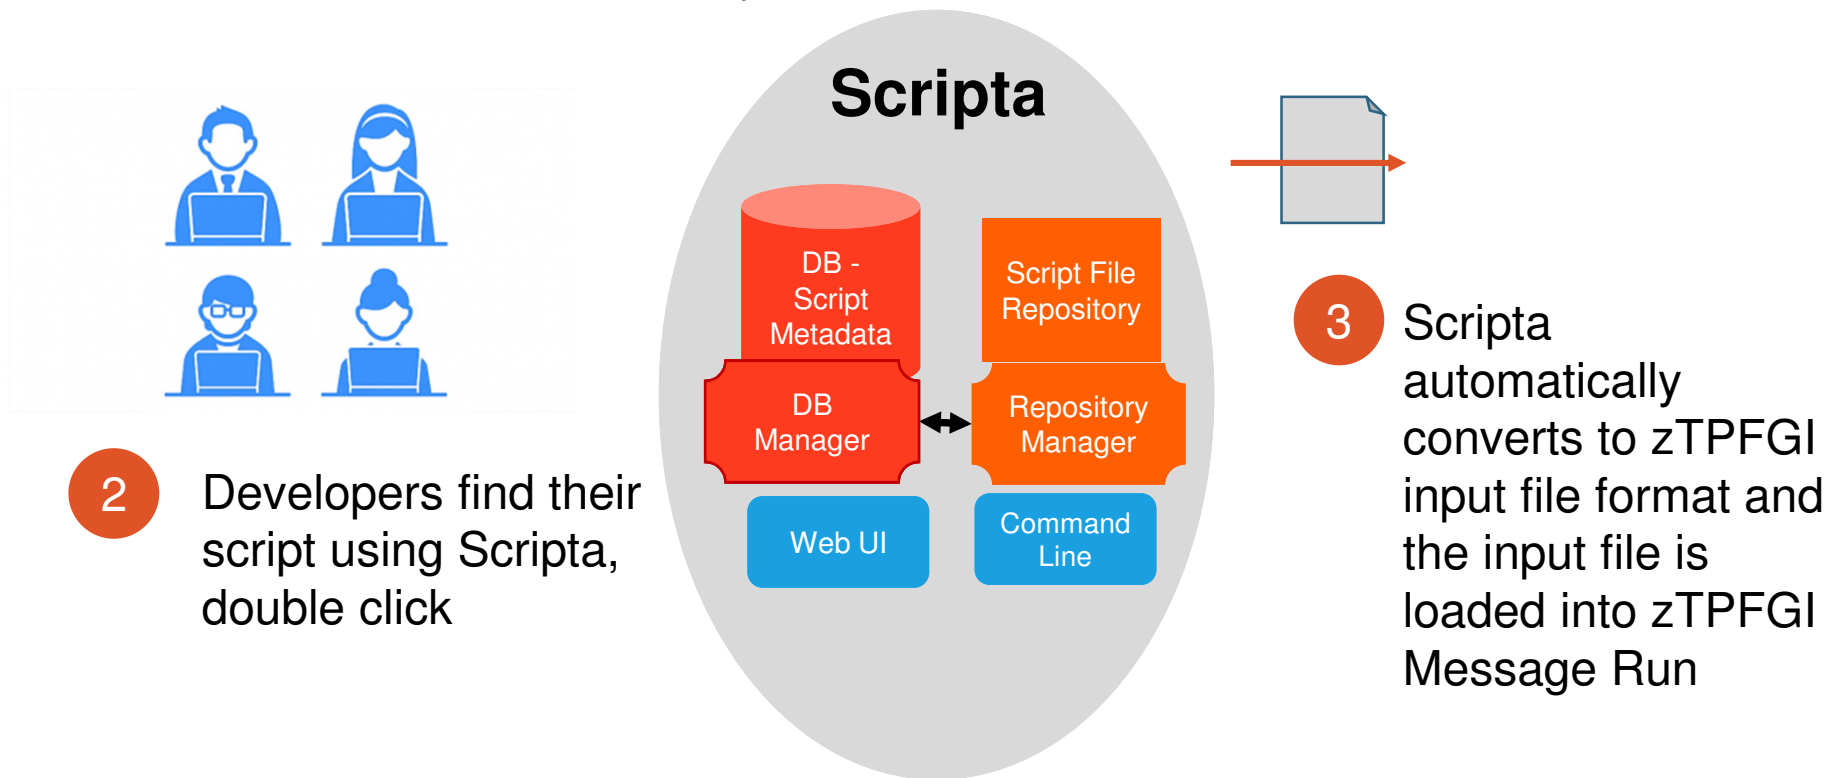 Scripta
DB -
Script
Metadata
Script File
Repository
DB
Manager
Repository
Manager
Web UI
Command
Line
2
Developers find their
script using Scripta,
double click
3
Scripta
automatically
converts to zTPFGI
input file format and
the input file is
loaded into zTPFGI
Message Run